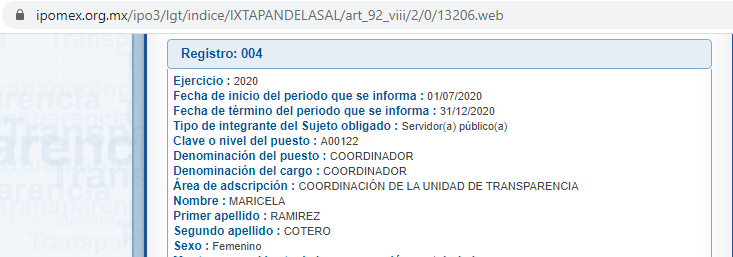 ipomex.org.mx/ipo3/lgt/indice/IXTAPANDELASAL/art_92_viii/2/0/13206.web
Registro: 004
Ejercicio : 2020
Fecha de inicio del periodo que se informa : 01/07/2020
Fecha de término del periodo que se informa : 31/12/2020
Tipo de integrante del Sujeto obligado : Servidor(a) público(a)
Clave o nivel del puesto : A00122
Denominación del puesto : COORDINADOR
Denominación del cargo : COORDINADOR
Área de adscripción : COORDINACIÓN DE LA UNIDAD DE TRANSPARENCIA
Nombre : MARICELA
Primer apellido : RAMIREZ
Segundo apellido : COTERO
Sexo : Femenino